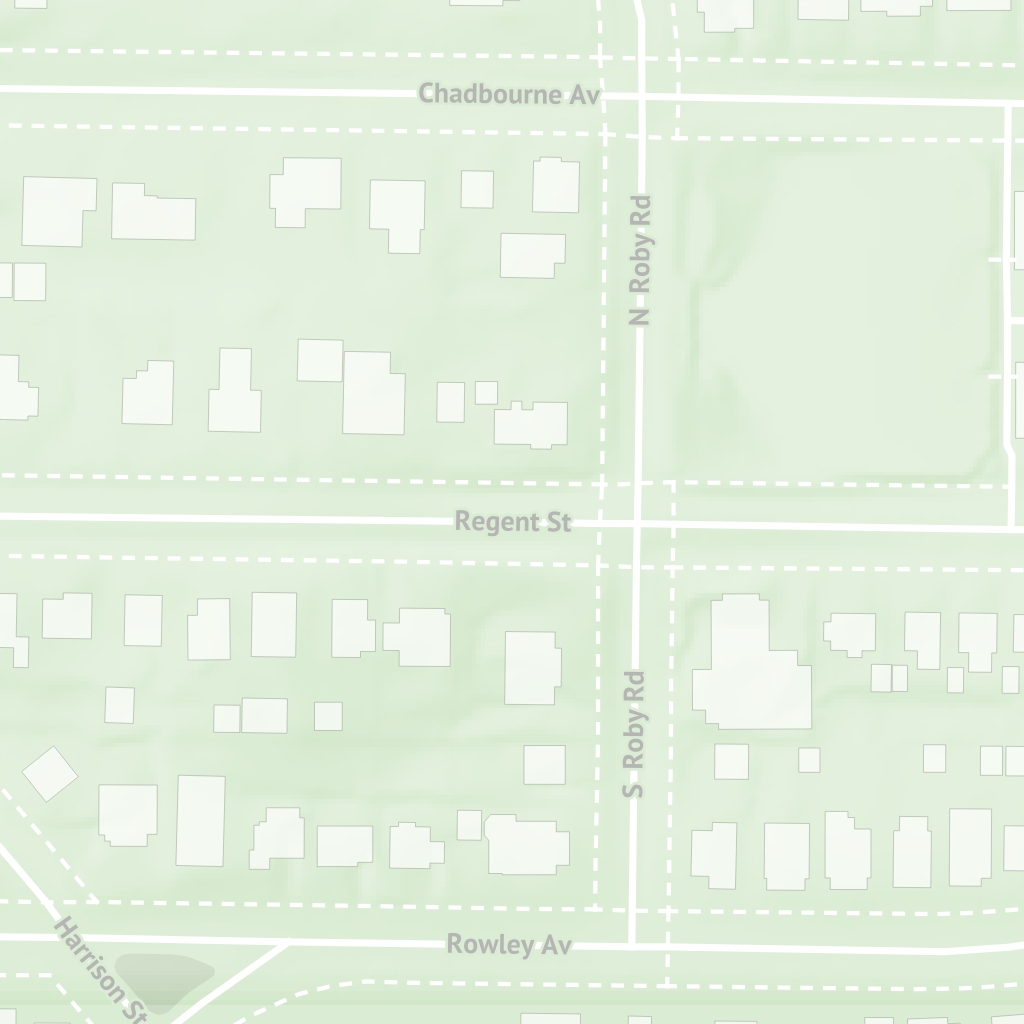 Chadbourne Av
N Roby Rd
Regent St
S Roby Rd
Rowley Av
Harrison St